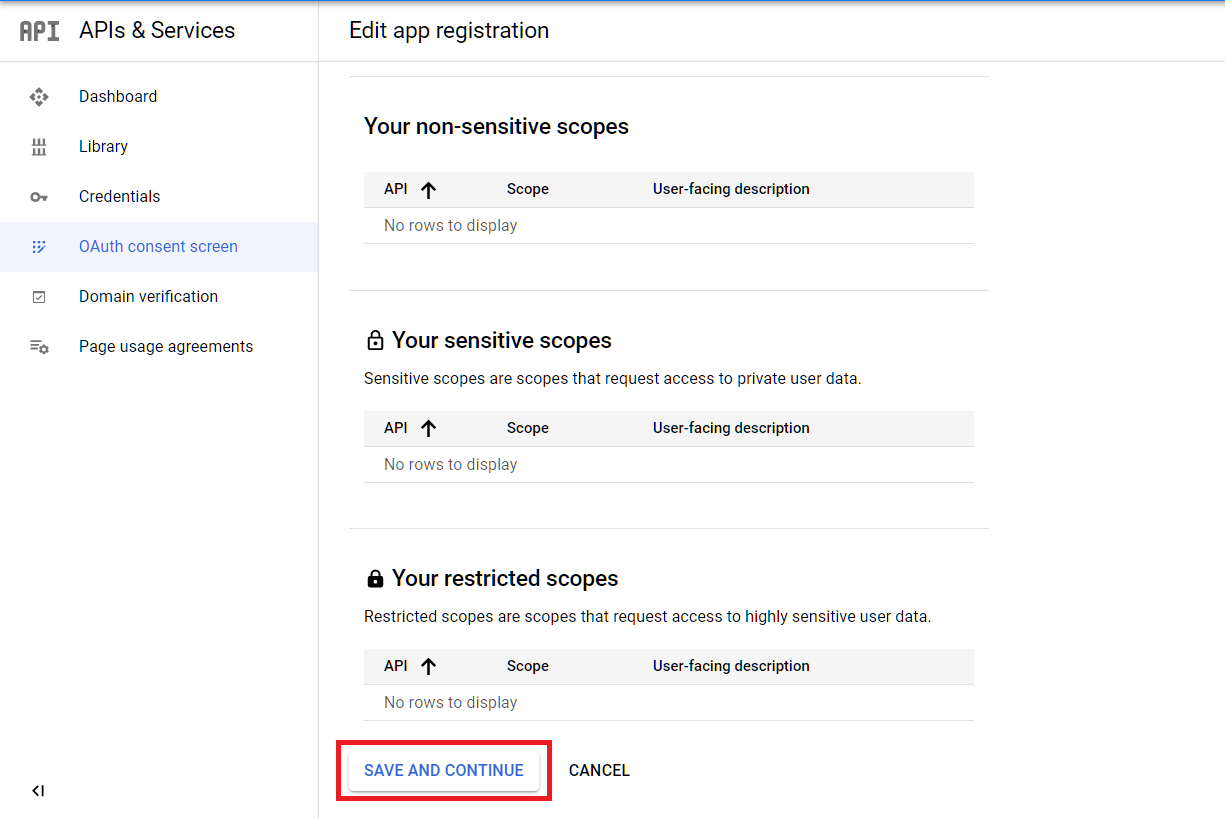 API APIs & Services
Edit app registration
Dashboard
Library
Credentials
OAuth consent screen
Domain verification
Page usage agreements
Your non-sensitive scopes
API Scope User-facing description
No rows to display
Your sensitive scopes
Sensitive scopes are scopes that request access to private user data.
API Scope User-facing description
No rows to display
Your restricted scopes
Restricted scopes are scopes that request access to highly sensitive user data.
API Scope User-facing description
No rows to display
SAVE AND CONTINUE CANCEL